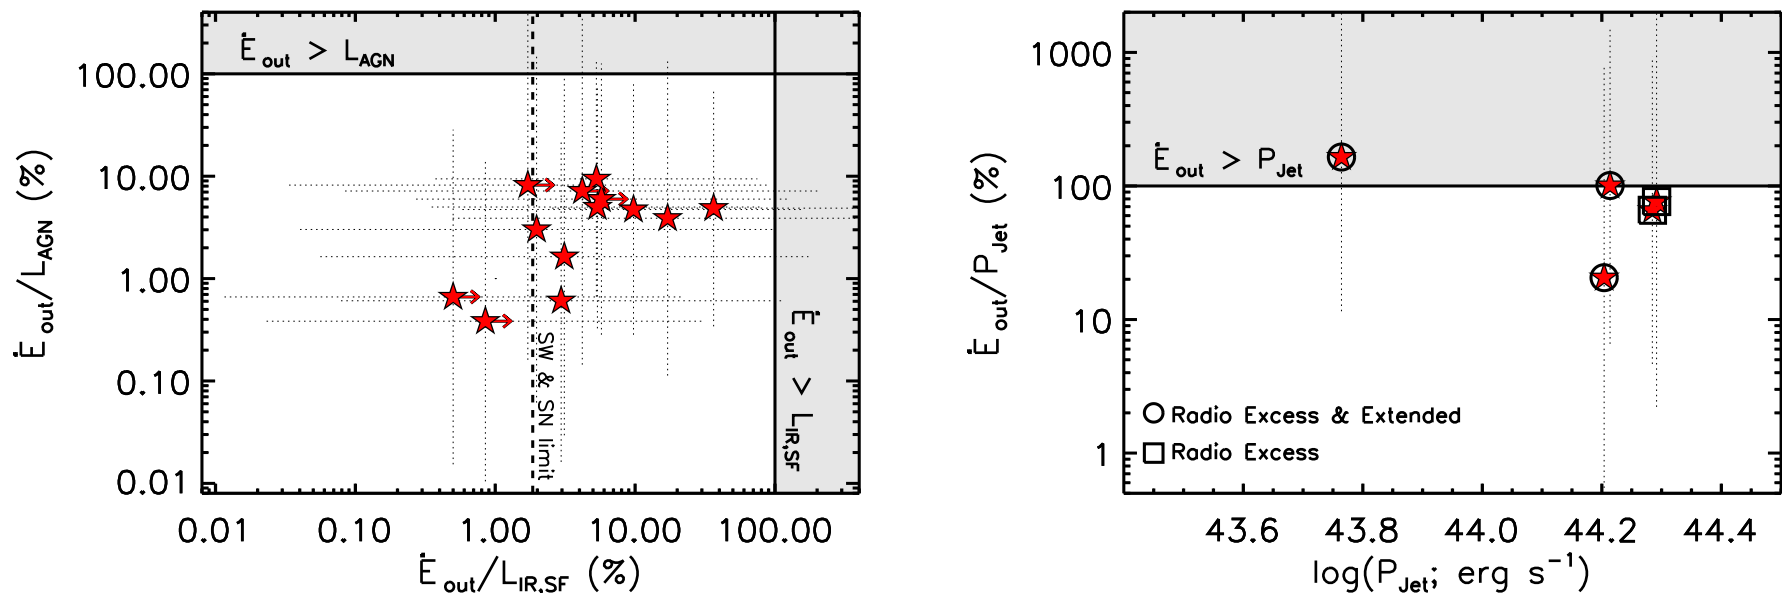 Ė out > L AGN
100.00
10.00
1.00
0.10
0.01
Ė out/L AGN (%)
SW & SN limit
Ė out > L IR,SF
0.01 0.10 1.00 10.00 100.00
Ė out/L IR,SF (%)
1000
100
10
1
Ė out/P Jet (%)
Ė out > P Jet
Radio Excess & Extended
Radio Excess
43.6 43.8 44.0 44.2 44.4
log(P Jet; erg s⁻¹)